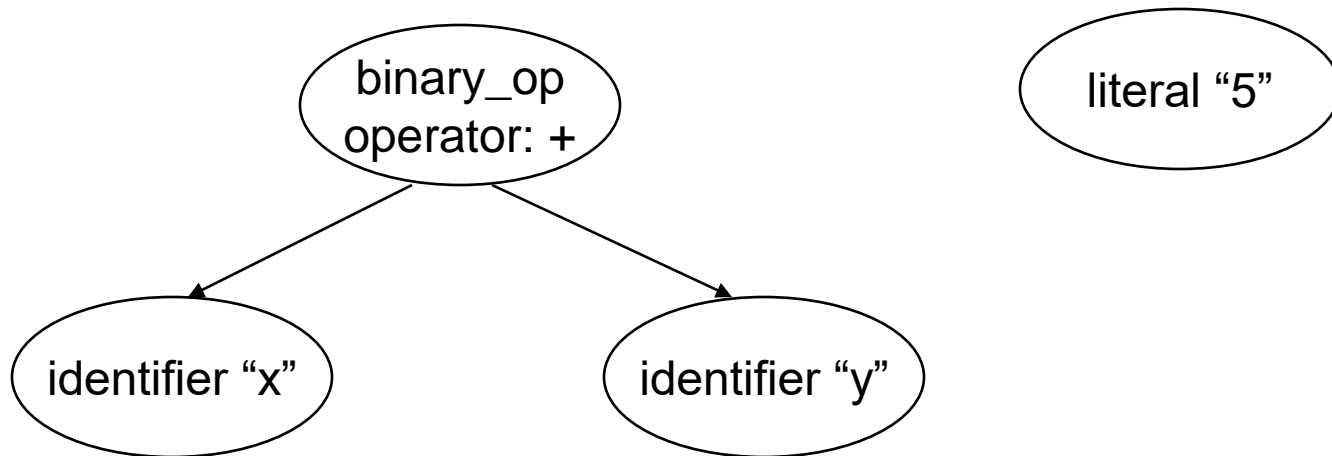 binary_op
operator: +
literal “5”
identifier “x”
identifier “y”